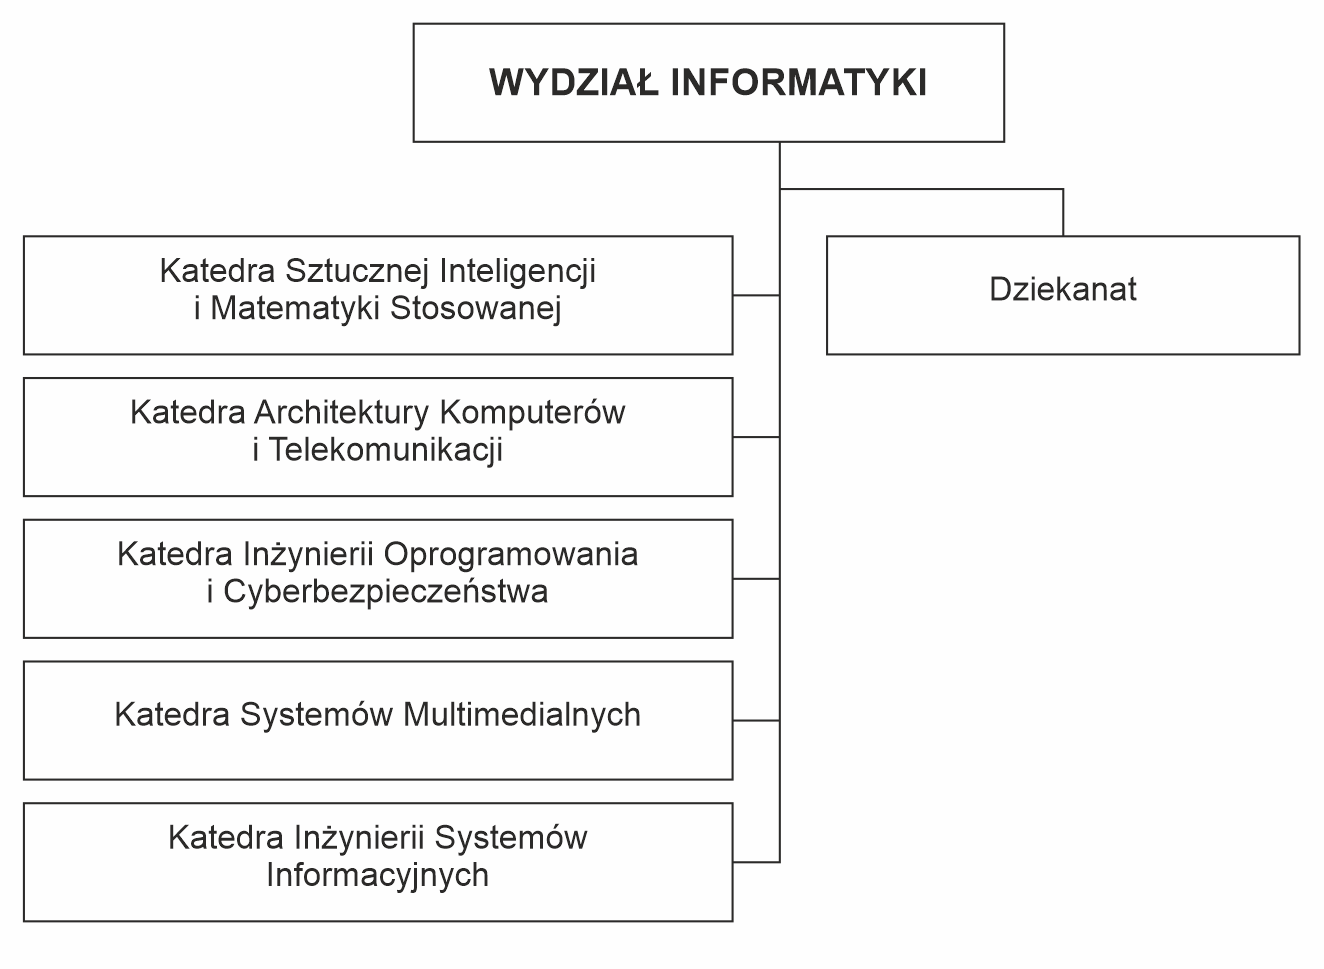 WYDZIAŁ INFORMATYKI
Katedra Sztucznej Inteligencji
i Matematyki Stosowanej
Dziekanat
Katedra Architektury Komputerów
i Telekomunikacji
Katedra Inżynierii Oprogramowania
i Cyberbezpieczeństwa
Katedra Systemów Multimedialnych
Katedra Inżynierii Systemów
Informacyjnych